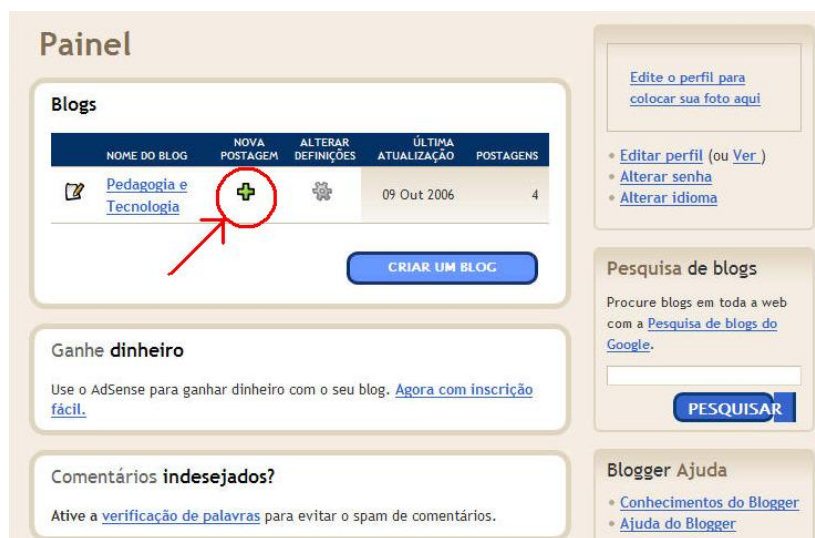 Painel
Blogs
NOME DO BLOG
NOVA
POSTAGEM
ALTERAR
DEFINIÇÕES
ÚLTIMA
ATUALIZAÇÃO
POSTAGENS
Pedagogia e
Tecnologia
09 Out 2006
4
CRIAR UM BLOG
Ganhe dinheiro
Use o AdSense para ganhar dinheiro com o seu blog. Agora com inscrição
fácil.
Comentários indesejados?
Ative a verificação de palavras para evitar o spam de comentários.
Edite o perfil para
colocar sua foto aqui
Editar perfil (ou Ver )
Alterar senha
Alterar idioma
Pesquisa de blogs
Procure blogs em toda a web
com a Pesquisa de blogs do
Google.
PESQUISAR
Blogger Ajuda
Conhecimentos do Blogger
Ajuda do Blogger